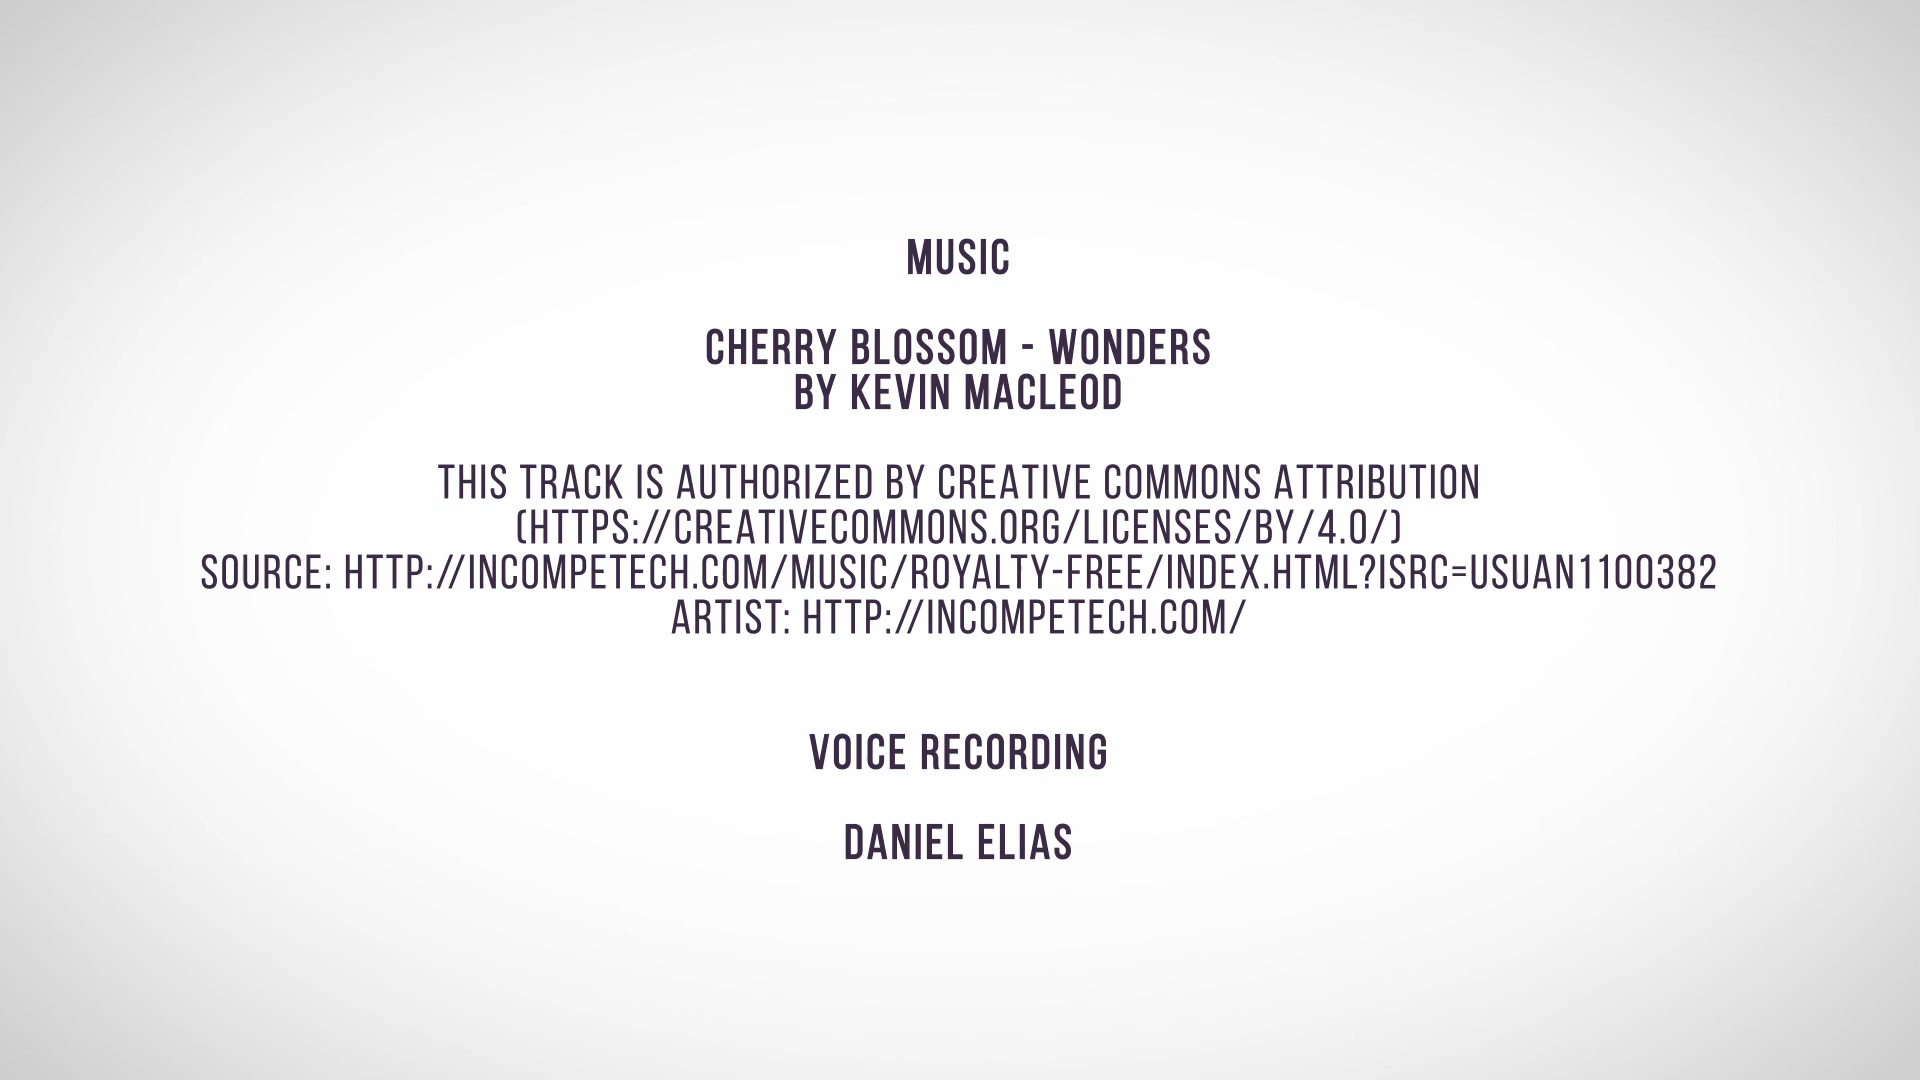 MUSIC
CHERRY BLOSSOM - WONDERS
BY KEVIN MACLEOD
THIS TRACK IS AUTHORIZED BY CREATIVE COMMONS ATTRIBUTION
(HTTPS://CREATIVECOMMONS.ORG/LICENSES/BY/4.0/)
SOURCE: HTTP://INCOMPETECH.COM/MUSIC/ROYALTY-FREE/INDEX.HTML?ISRC=USUAN1100382
ARTIST: HTTP://INCOMPETECH.COM/
VOICE RECORDING
DANIEL ELIAS